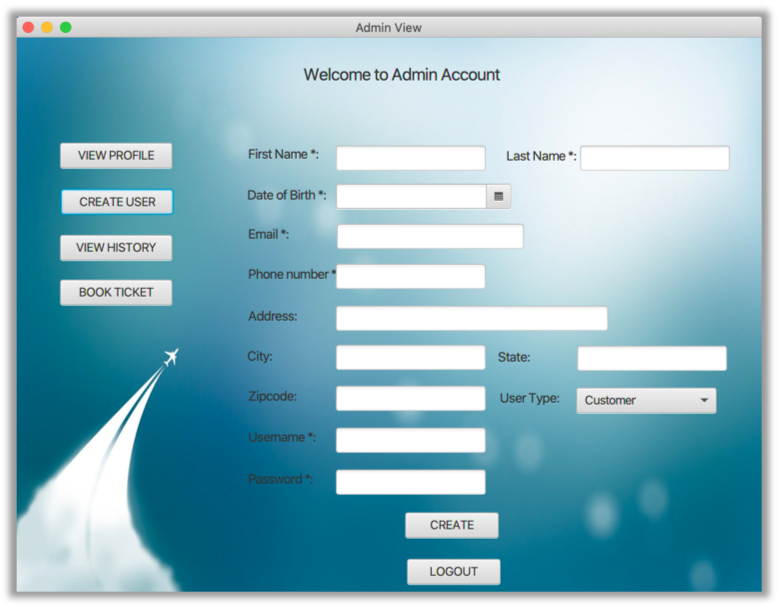 Admin View
Welcome to Admin Account
VIEW PROFILE
CREATE USER
VIEW HISTORY
BOOK TICKET
First Name *:
Last Name *:
Date of Birth *:
Email *:
Phone number *
Address:
City:
State:
Zipcode:
User Type:
Customer
Username *:
Password *:
CREATE
LOGOUT